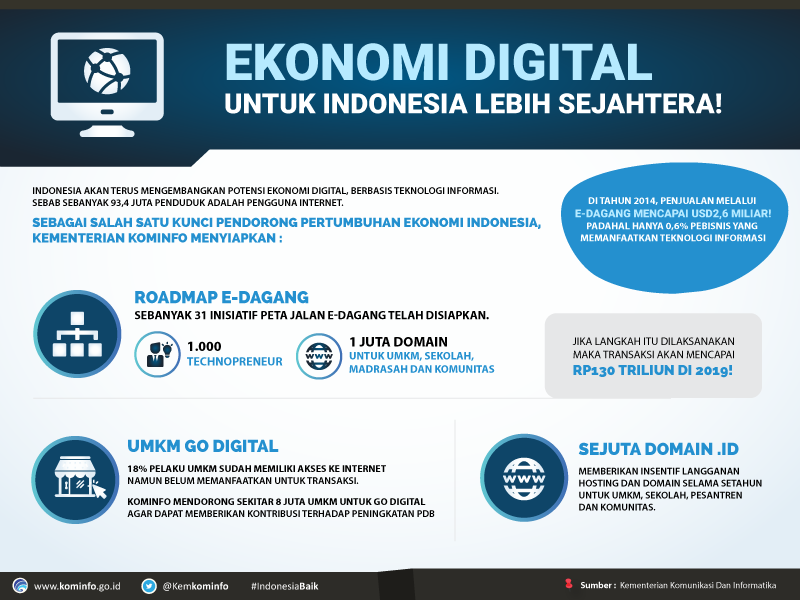 EKONOMI DIGITAL
UNTUK INDONESIA LEBIH SEJAHTERA!
INDONESIA AKAN TERUS MENGEMBANGKAN POTENSI EKONOMI DIGITAL, BERBASIS TEKNOLOGI INFORMASI.
SEBAB SEBANYAK 93,4 JUTA PENDUDUK ADALAH PENGGUNA INTERNET.
SEBAGAI SALAH SATU KUNCI PENDORONG PERTUMBUHAN EKONOMI INDONESIA,
KEMENTERIAN KOMINFO MENYIAPKAN :
DI TAHUN 2014, PENJUALAN MELALUI
E-DAGANG MENCAPAI USD2,6 MILIAR!
PADAHAL HANYA 0,6% PEBISNIS YANG
MEMANFAATKAN TEKNOLOGI INFORMASI
ROADMAP E-DAGANG
SEBANYAK 31 INISIATIF PETA JALAN E-DAGANG TELAH DISIAPKAN.
1.000
TECHNOPRENEUR
WWW
1 JUTA DOMAIN
UNTUK UMKM, SEKOLAH,
MADRASAH DAN KOMUNITAS
JIKA LANGKAH ITU DILAKSANAKAN
MAKA TRANSAKSI AKAN MENCAPAI
RP130 TRILIUN DI 2019!
UMKM GO DIGITAL
18% PELAKU UMKM SUDAH MEMILIKI AKSES KE INTERNET
NAMUN BELUM MEMANFAATKAN UNTUK TRANSAKSI.
KOMINFO MENDORONG SEKITAR 8 JUTA UMKM UNTUK GO DIGITAL
AGAR DAPAT MEMBERIKAN KONTRIBUSI TERHADAP PENINGKATAN PDB
WWW
SEJUTA DOMAIN .ID
MEMBERIKAN INSENTIF LANGGANAN
HOSTING DAN DOMAIN SELAMA SETAHUN
UNTUK UMKM, SEKOLAH, PESANTREN
DAN KOMUNITAS.
www.kominfo.go.id
@Kemkominfo
#IndonesiaBaik
Sumber : Kementerian Komunikasi Dan Informatika